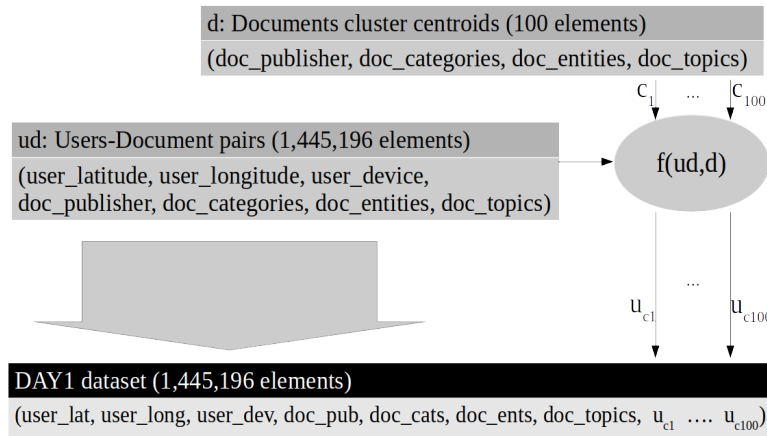 d: Documents cluster centroids (100 elements)
(doc_publisher, doc_categories, doc_entities, doc_topics)
c1 ... c100
ud: Users-Document pairs (1,445,196 elements)
(user_latitude, user_longitude, user_device,
doc_publisher, doc_categories, doc_entities, doc_topics)
f(ud,d)
...
uc1 uc100
DAY1 dataset (1,445,196 elements)
(user_lat, user_long, user_dev, doc_pub, doc_cats, doc_ents, doc_topics, uc1 .... uc100)